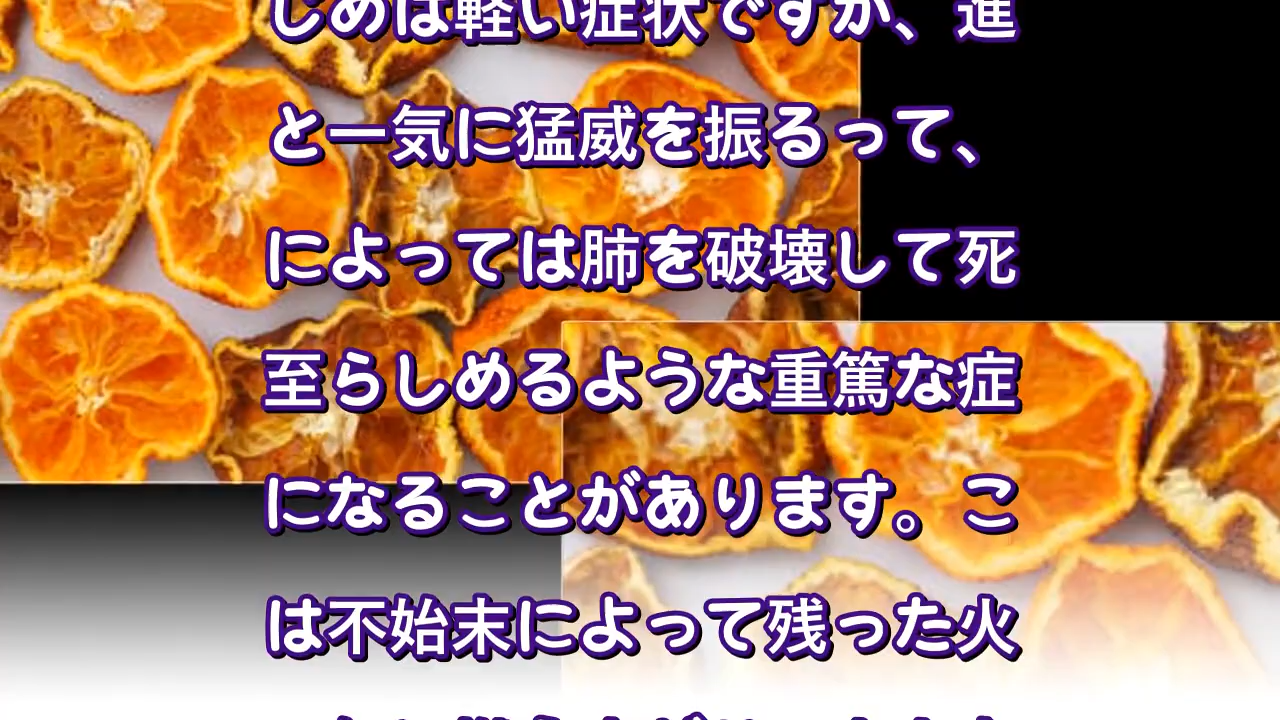 じめは軽い症状ですが、進
と一気に猛威を振るって、
によっては肺を破壊して死
至らしめるような重篤な症
になることがあります。こ
は不始末によって残った火